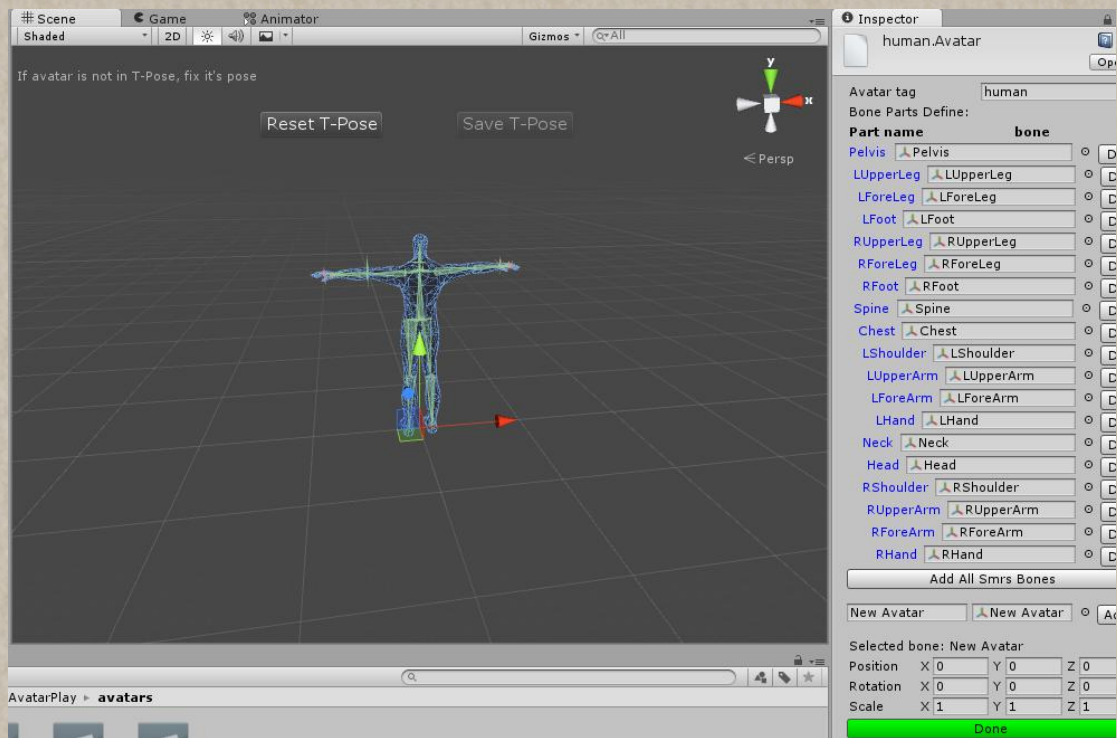 Scene Game Animator
Shaded 2D Gizmos All
If avatar is not in T-Pose, fix it's pose
Reset T-Pose Save T-Pose
y
x
Persp
AvatarPlay avatars
Inspector
human.Avatar
Ope
Avatar tag human
Bone Parts Define:
Part name bone
Pelvis Pelvis D
LUpperLeg LUpperLeg D
LForeLeg LForeLeg D
LFoot LFoot D
RUpperLeg RUpperLeg D
RForeLeg RForeLeg D
RFoot RFoot D
Spine Spine D
Chest Chest D
LShoulder LShoulder D
LUpperArm LUpperArm D
LForeArm LForeArm D
LHand LHand D
Neck Neck D
Head Head D
RShoulder RShoulder D
RUpperArm RUpperArm D
RForeArm RForeArm D
RHand RHand D
Add All Smrs Bones
New Avatar New Avatar Ad
Selected bone: New Avatar
Position X 0 Y 0 Z 0
Rotation X 0 Y 0 Z 0
Scale X 1 Y 1 Z 1
Done